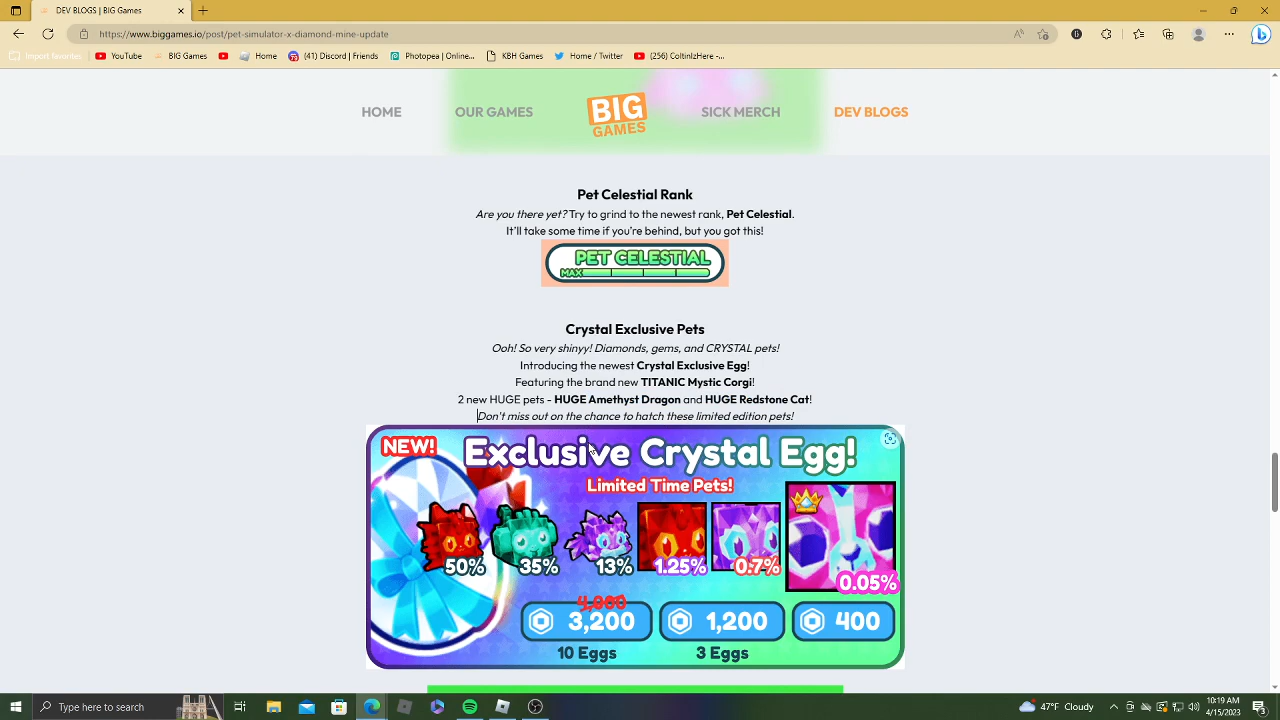 DEV BLOGS | BIG Games
https://www.biggames.io/post/pet-simulator-x-diamond-mine-update
Import favorites
YouTube
BIG Games
Home
(41) Discord | Friends
Photopea | Online...
KBH Games
Home / Twitter
(256) ColtinIzHere -...
HOME
OUR GAMES
BIG GAMES
SICK MERCH
DEV BLOGS
Pet Celestial Rank
Are you there yet? Try to grind to the newest rank, Pet Celestial.
It'll take some time if you're behind, but you got this!
PET CELESTIAL
MAX
Crystal Exclusive Pets
Ooh! So very shinyy! Diamonds, gems, and CRYSTAL pets!
Introducing the newest Crystal Exclusive Egg!
Featuring the brand new TITANIC Mystic Corgi!
2 new HUGE pets - HUGE Amethyst Dragon and HUGE Redstone Cat!
Don't miss out on the chance to hatch these limited edition pets!
NEW! Exclusive Crystal Egg!
Limited Time Pets!
50% 35% 13% 1.25% 0.7% 0.05%
4,000
3,200 1,200 400
10 Eggs 3 Eggs
Type here to search
47°F Cloudy
10:19 AM
4/15/2023